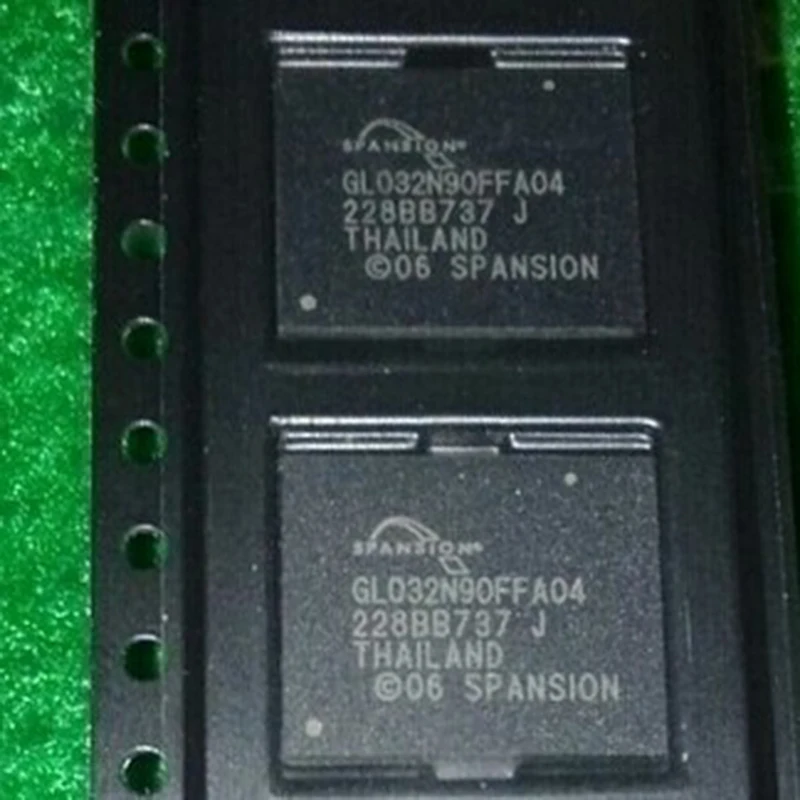 SPANSION®
GL032N90FFA04
228BB737 J
THAILAND
©06 SPANSION
SPANSION®
GL032N90FFA04
228BB737 J
THAILAND
©06 SPANSION